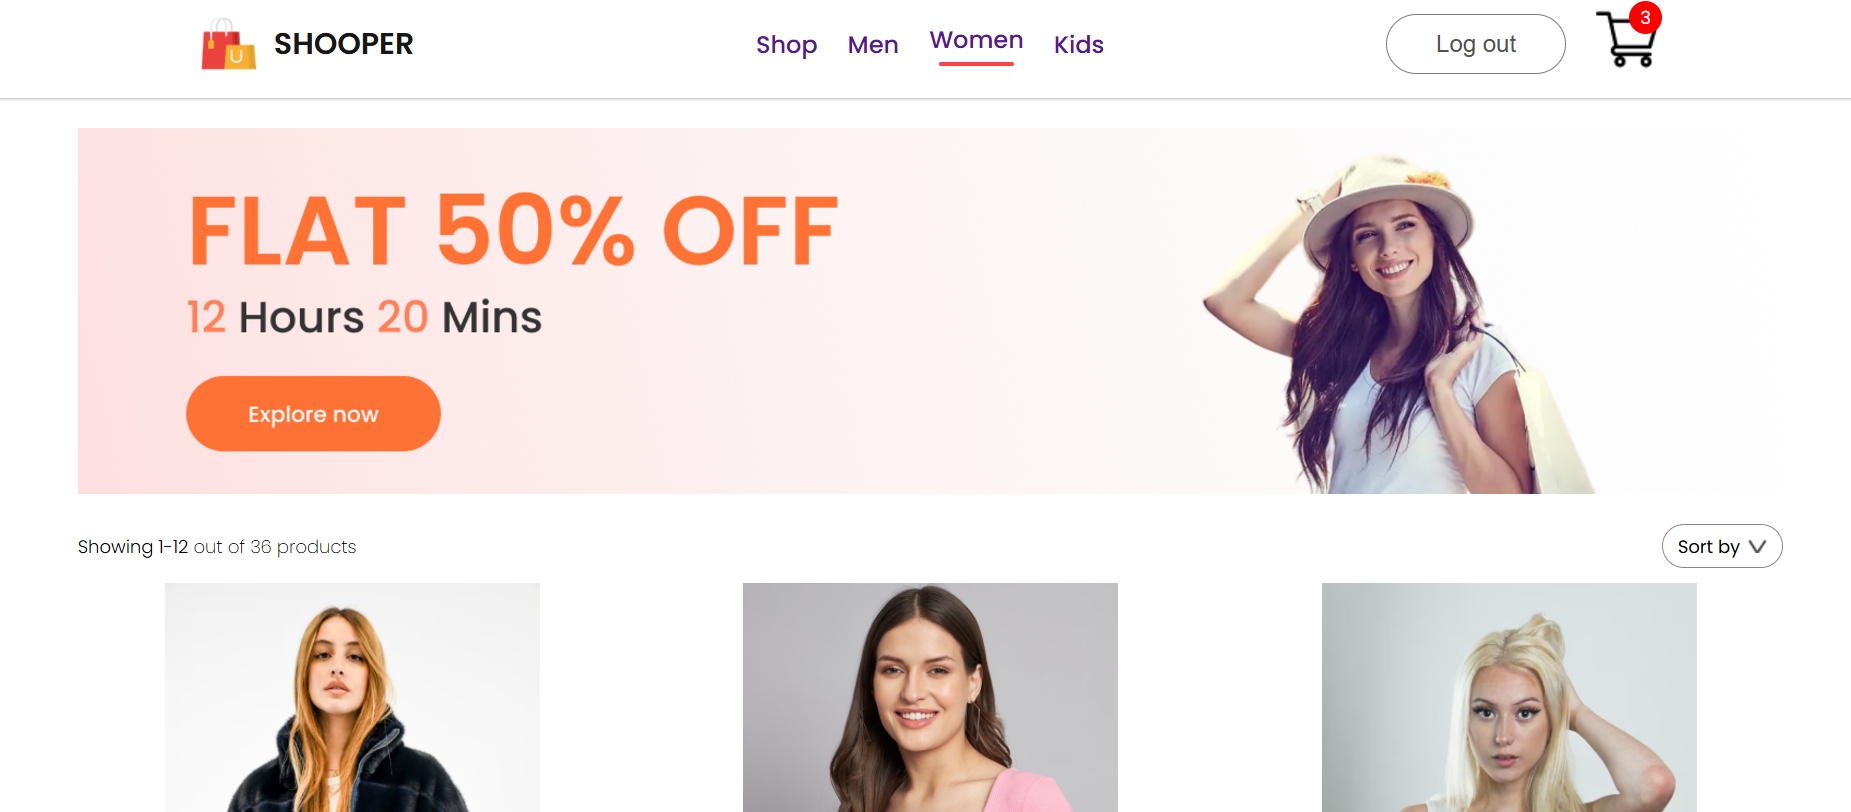 SHOOPER
Shop Men Women Kids
Log out
3
U
FLAT 50% OFF
12 Hours 20 Mins
Explore now
Showing 1-12 out of 36 products
Sort by